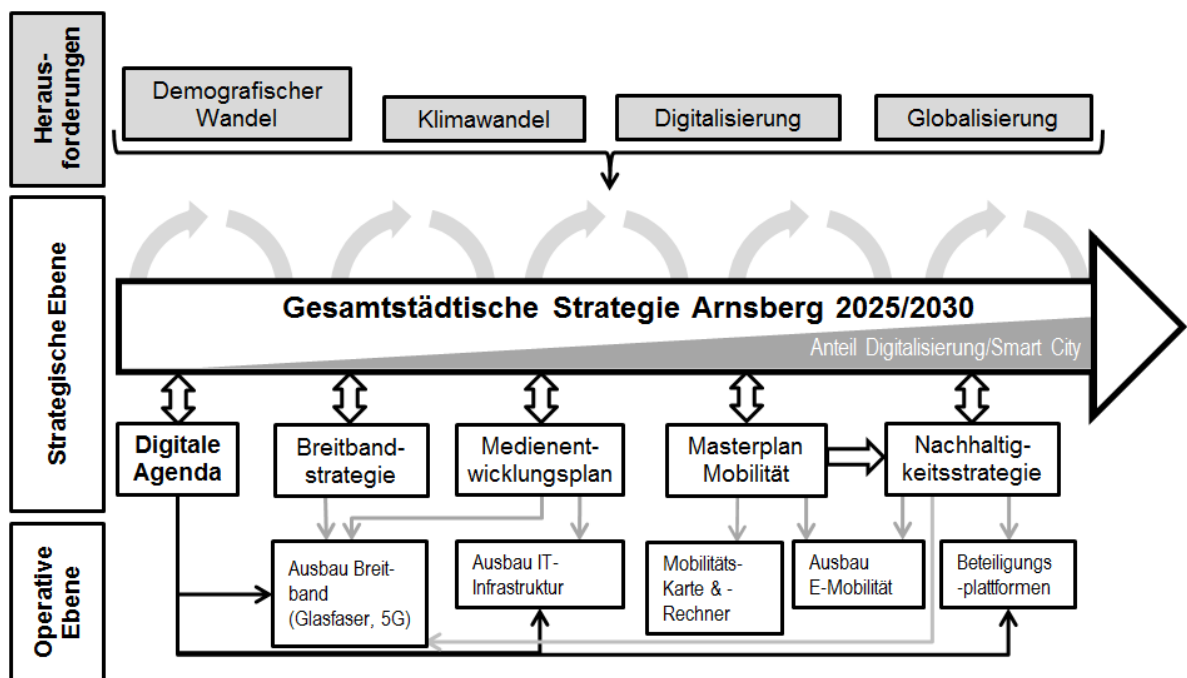 Heraus-
forderungen
Demografischer
Wandel
Klimawandel
Digitalisierung
Globalisierung
Strategische Ebene
Gesamtstädtische Strategie Arnsberg 2025/2030
Anteil Digitalisierung/Smart City
Digitale
Agenda
Breitband-
strategie
Medienent-
wicklungsplan
Masterplan
Mobilität
Nachhaltig-
keitsstrategie
Operative
Ebene
Ausbau Breit-
band
(Glasfaser, 5G)
Ausbau IT-
Infrastruktur
Mobilitäts-
Karte & -
Rechner
Ausbau
E-Mobilität
Beteiligungs
-plattformen